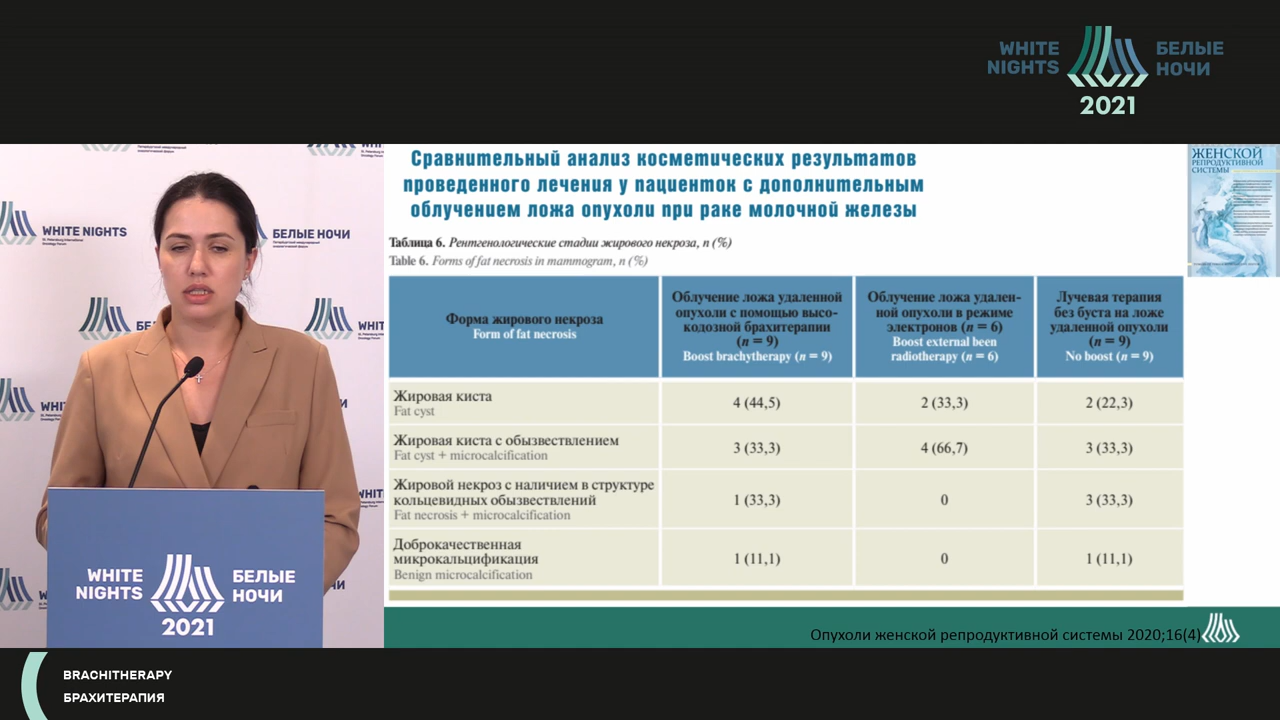 WHITE NIGHTS
БЕЛЫЕ НОЧИ
2021
WHITE NIGHTS
БЕЛЫЕ НОЧИ
WHITE
NIGHTS
БЕЛЫЕ
НОЧИ
2021
Сравнительный анализ косметических результатов
проведенного лечения у пациенток с дополнительным
облучением ложа опухоли при раке молочной железы
ЖЕНСКОЙ
РЕПРОДУКТИВНОЙ
СИСТЕМЫ
Таблица 6. Рентгенологические стадии жирового некроза, n (%)
Table 6. Forms of fat necrosis in mammogram, n (%)
Форма жирового некроза
Form of fat necrosis
Облучение ложа удаленной
опухоли с помощью высо-
кодозной брахитерапии
(n = 9)
Boost brachytherapy (n = 9)
Облучение ложа удален-
ной опухоли в режиме
электронов (n = 6)
Boost external been
radiotherapy (n = 6)
Лучевая терапия
без буста на ложе
удаленной опухоли
(n = 9)
No boost (n = 9)
Жировая киста
Fat cyst
4 (44,5)
2 (33,3)
2 (22,3)
Жировая киста с обызвествлением
Fat cyst + microcalcification
3 (33,3)
4 (66,7)
3 (33,3)
Жировой некроз с наличием в структуре
кольцевидных обызвествлений
Fat necrosis + microcalcification
1 (33,3)
0
3 (33,3)
Доброкачественная
микрокальцификация
Benign microcalcification
1 (11,1)
0
1 (11,1)
Опухоли женской репродуктивной системы 2020;16(4)
BRACHITHERAPY
БРАХИТЕРАПИЯ